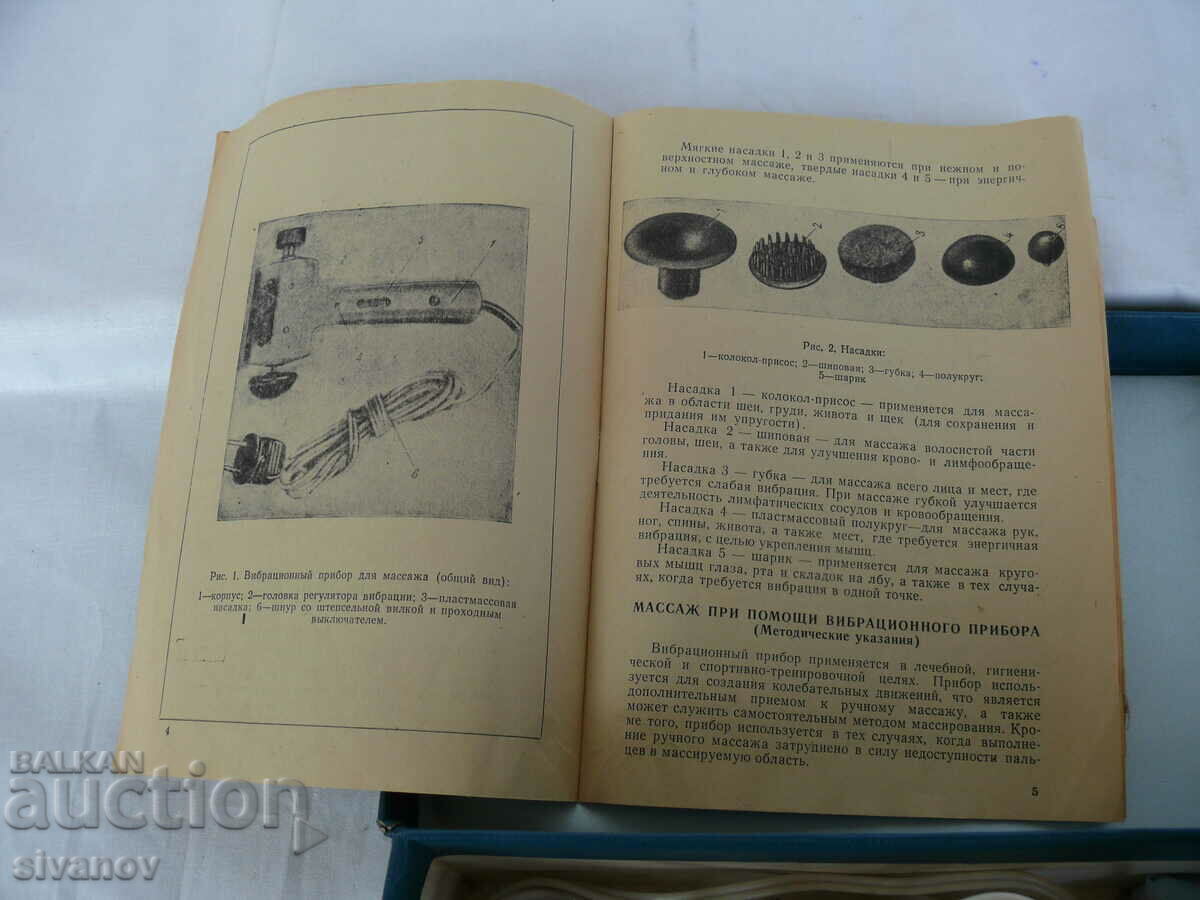 3
1
6
Рис. 1. Вибрационный прибор для массажа (общий вид):
1—корпус; 2—головка регулятора вибрации; 3—пластмассовая
насадка; 6—шнур со штепсельной вилкой и проходным
выключателем.
4
Мягкие насадки 1, 2 и 3 применяются при нежном и по-
верхностном массаже, твердые насадки 4 и 5—при энергич-
ном и глубоком массаже.
1
2
3
4
5
Рис. 2. Насадки:
1—колокол-присос; 2—шиповая; 3—губка; 4—полукруг;
5—шарик
Насадка 1 — колокол-присос — применяется для масса-
жа в области шеи, груди, живота и щек (для сохранения и
придания им упругости).
Насадка 2 — шиповая — для массажа волосистой части
головы, шеи, а также для улучшения крово- и лимфообраще-
ния.
Насадка 3 — губка — для массажа всего лица и мест, где
требуется слабая вибрация. При массаже губкой улучшается
деятельность лимфатических сосудов и кровообращения.
Насадка 4 — пластмассовый полукруг—для массажа рук,
ног, спины, живота, а также мест, где требуется энергичная
вибрация, с целью укрепления мышц.
Насадка 5 — шарик — применяется для массажа круго-
вых мышц глаза, рта и складок на лбу, а также в тех случа-
ях, когда требуется вибрация в одной точке.
МАССАЖ ПРИ ПОМОЩИ ВИБРАЦИОННОГО ПРИБОРА
(Методические указания)
Вибрационный прибор применяется в лечебной, гигиени-
ческой и спортивно-тренировочной целях. Прибор исполь-
зуется для создания колебательных движений, что является
дополнительным приемом к ручному массажу, а также
может служить самостоятельным методом массирования. Кро-
ме того, прибор используется в тех случаях, когда выполне-
ние ручного массажа затруднено в силу недоступности паль-
цев в массируемую область.
5
BALKAN
auction
sivanov